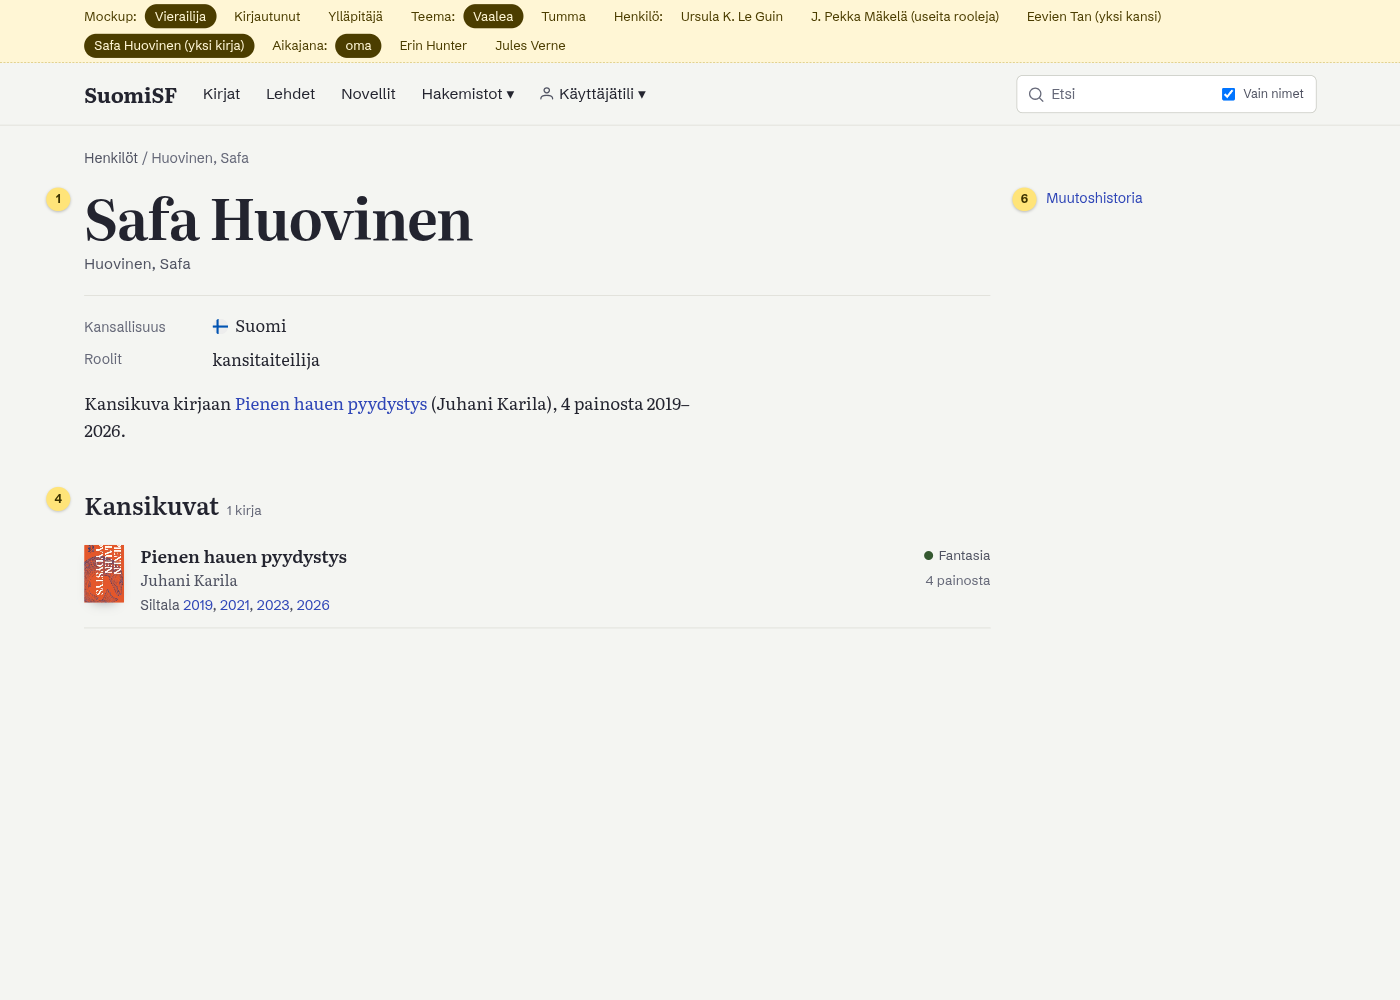 Mockup: Vierailija Kirjautunut Ylläpitäjä Teema: Vaalea Tumma Henkilö: Ursula K. Le Guin J. Pekka Mäkelä (useita rooleja) Eevien Tan (yksi kansi)
Safa Huovinen (yksi kirja) Aikajana: oma Erin Hunter Jules Verne
SuomiSF Kirjat Lehdet Novellit Hakemistot ▾ Käyttäjätili ▾ Etsi Vain nimet
Henkilöt / Huovinen, Safa
1 Safa Huovinen
6 Muutoshistoria
Huovinen, Safa
Kansallisuus Suomi
Roolit kansitaiteilija
Kansikuva kirjaan Pienen hauen pyydystys (Juhani Karila), 4 painosta 2019–
2026.
4 Kansikuvat 1 kirja
Pienen hauen pyydystys Fantasia
Juhani Karila 4 painosta
Siltala 2019, 2021, 2023, 2026